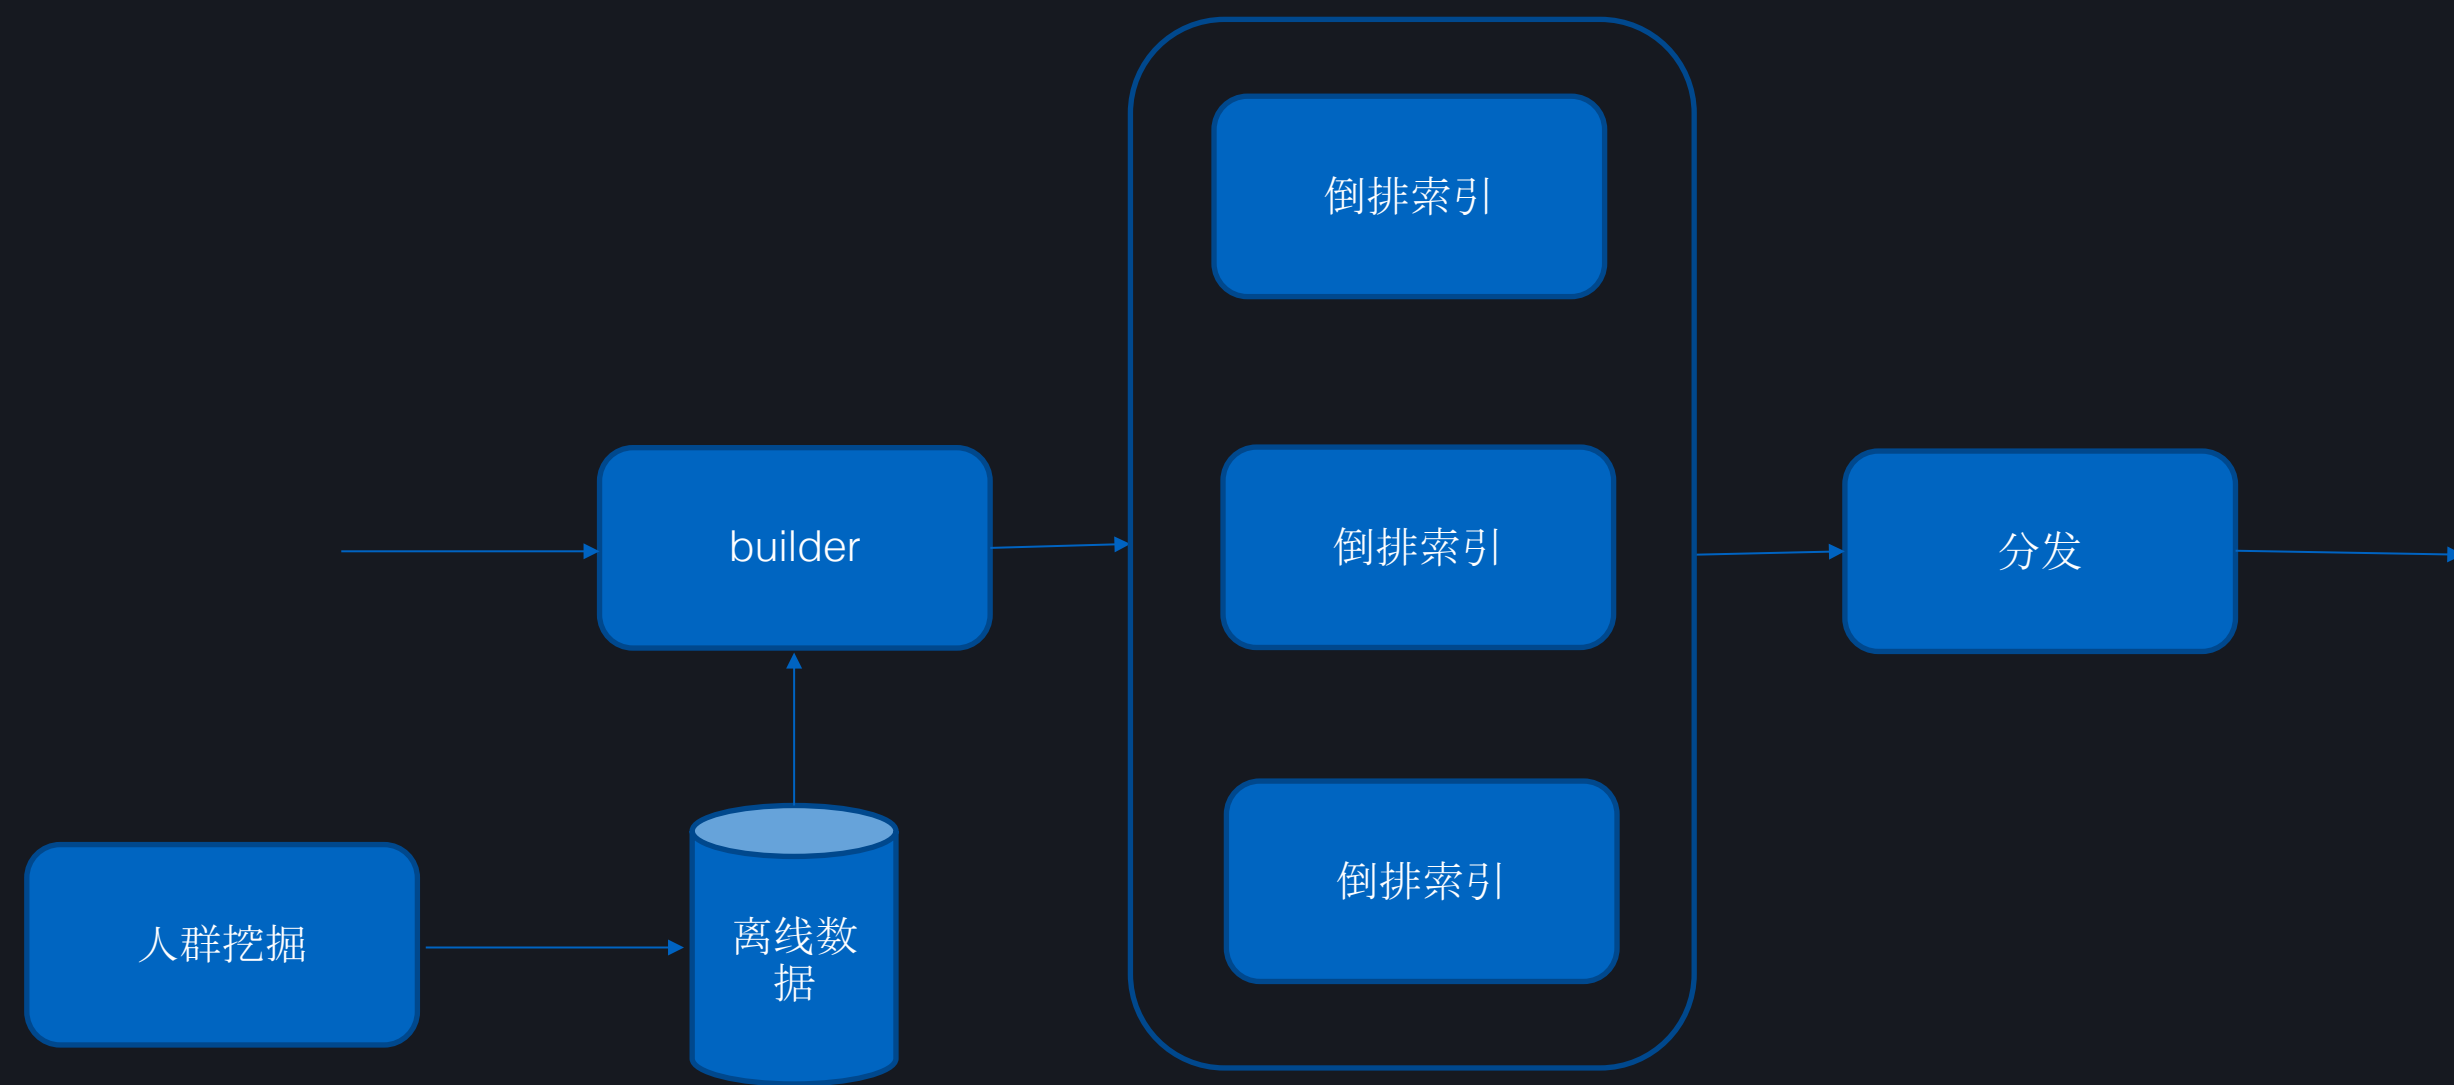 倒排索引
builder
倒排索引
分发
倒排索引
人群挖掘
离线数
据